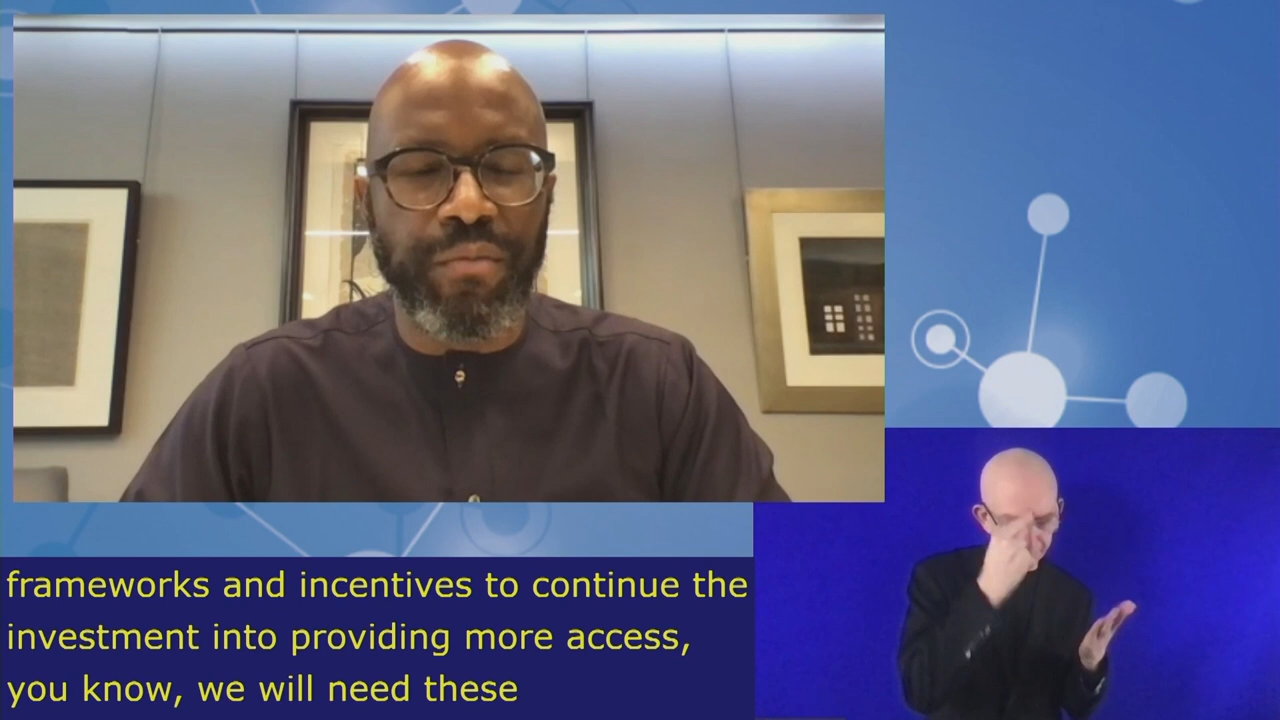 frameworks and incentives to continue the
investment into providing more access,
you know, we will need these